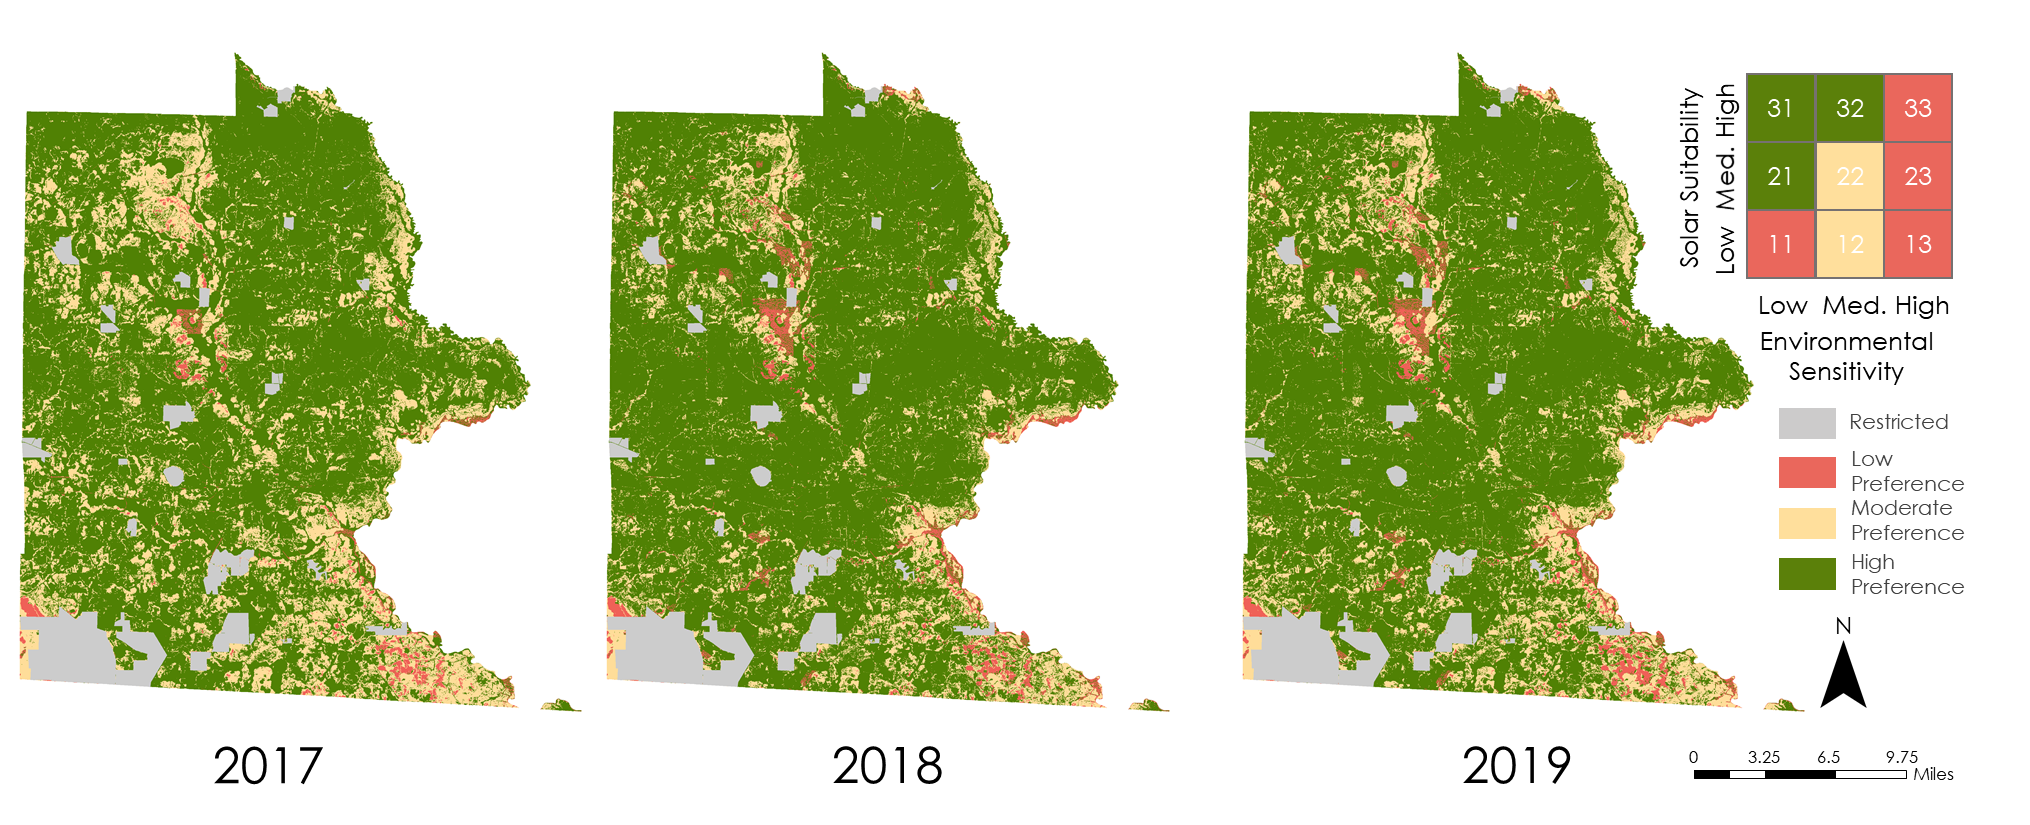 Solar Suitability
Low Med. High
31 32 33
21 22 23
11 12 13
Low Med. High
Environmental
Sensitivity
Restricted
Low
Preference
Moderate
Preference
High
Preference
N
0 3.25 6.5 9.75
Miles
2017
2018
2019